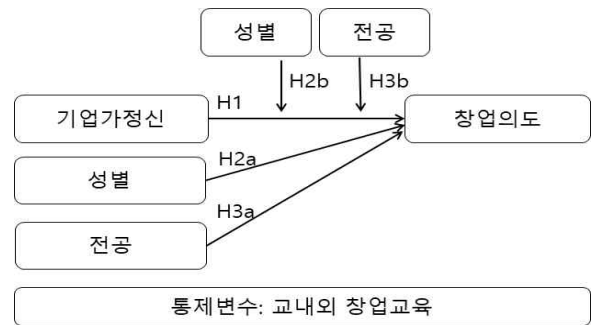 성별 전공
H2b H3b
H1
기업가정신 창업의도
H2a
성별
H3a
전공
통제변수: 교내외 창업교육